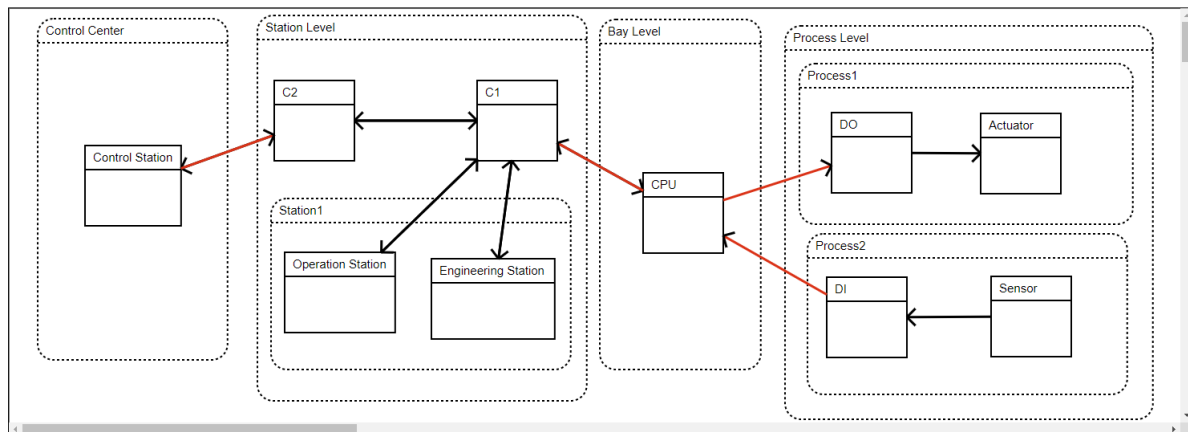 Control Center
Control Station
Station Level
C2
C1
Station1
Operation Station
Engineering Station
Bay Level
CPU
Process Level
Process1
DO
Actuator
Process2
DI
Sensor